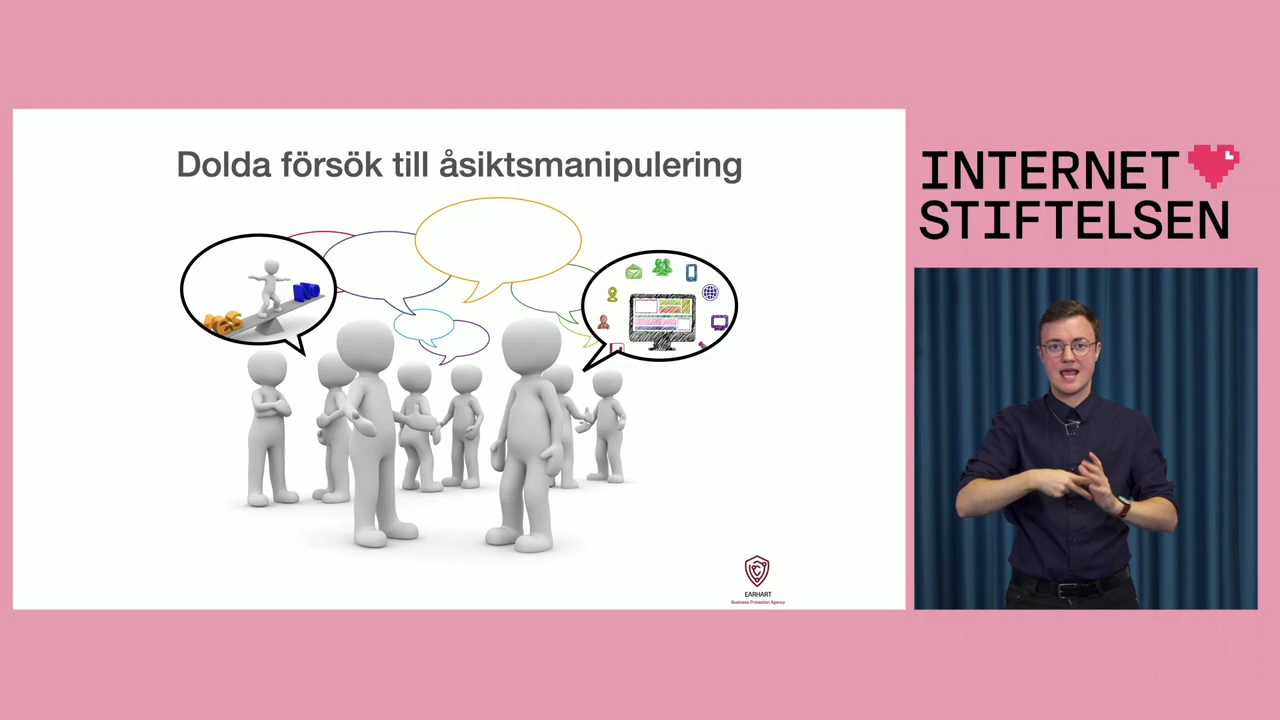 Dolda försök till åsiktsmanipulering
YES
NO
EARHART
Business Protection Agency
INTERNET
STIFTELSEN